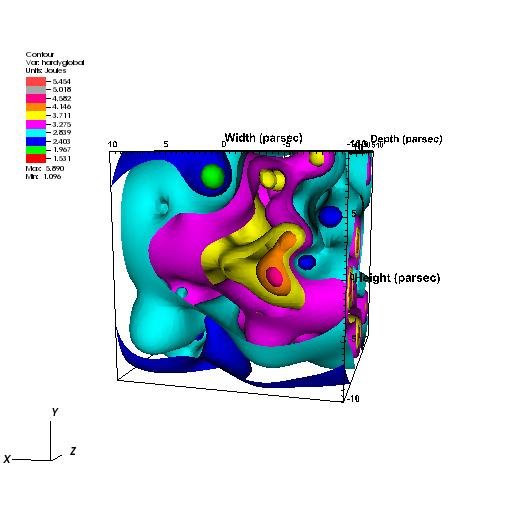 Contour
Var: hardyglobal
Units: Joules
5.454
5.018
4.582
4.146
3.711
3.275
2.839
2.403
1.967
1.531
Max: 5.890
Min: 1.096
Width (parsec)
Depth (parsec)
10
5
0
-5
-10
5
Height (parsec)
-10
Y
X
Z